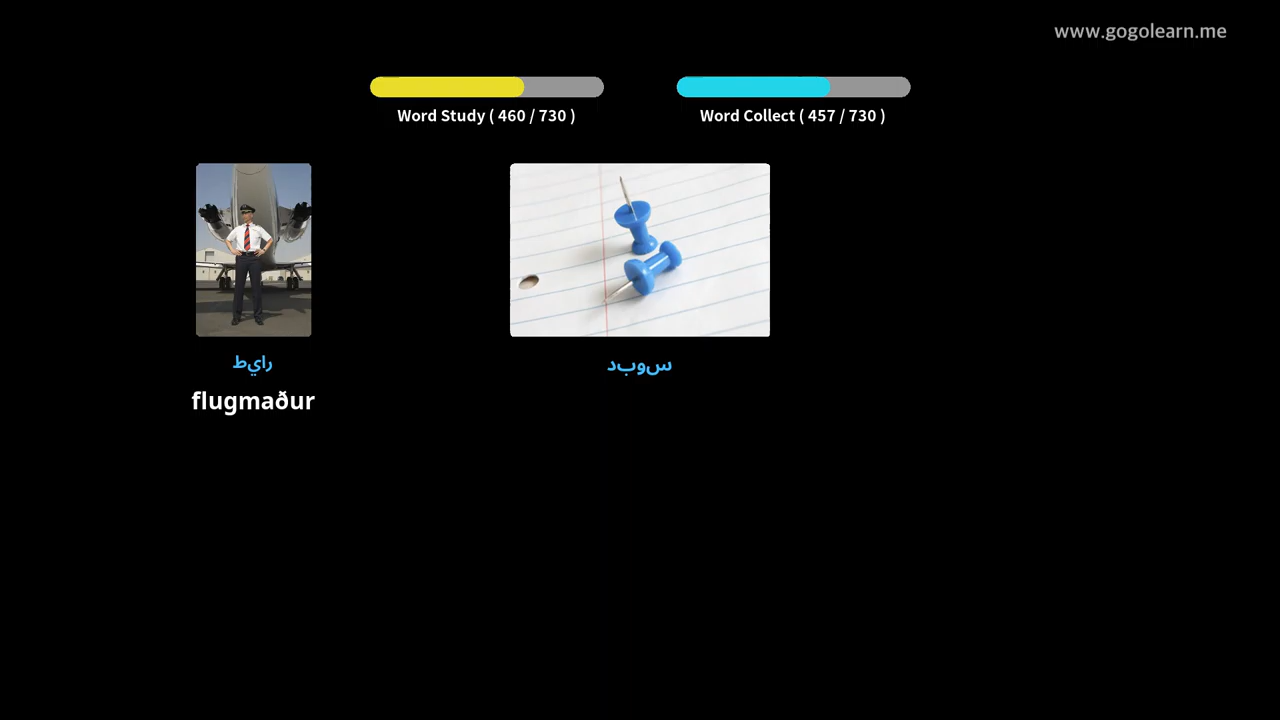 www.gogolearn.me
Word Study ( 460 / 730 )
Word Collect ( 457 / 730 )
رايط
flugmaður
سوبد